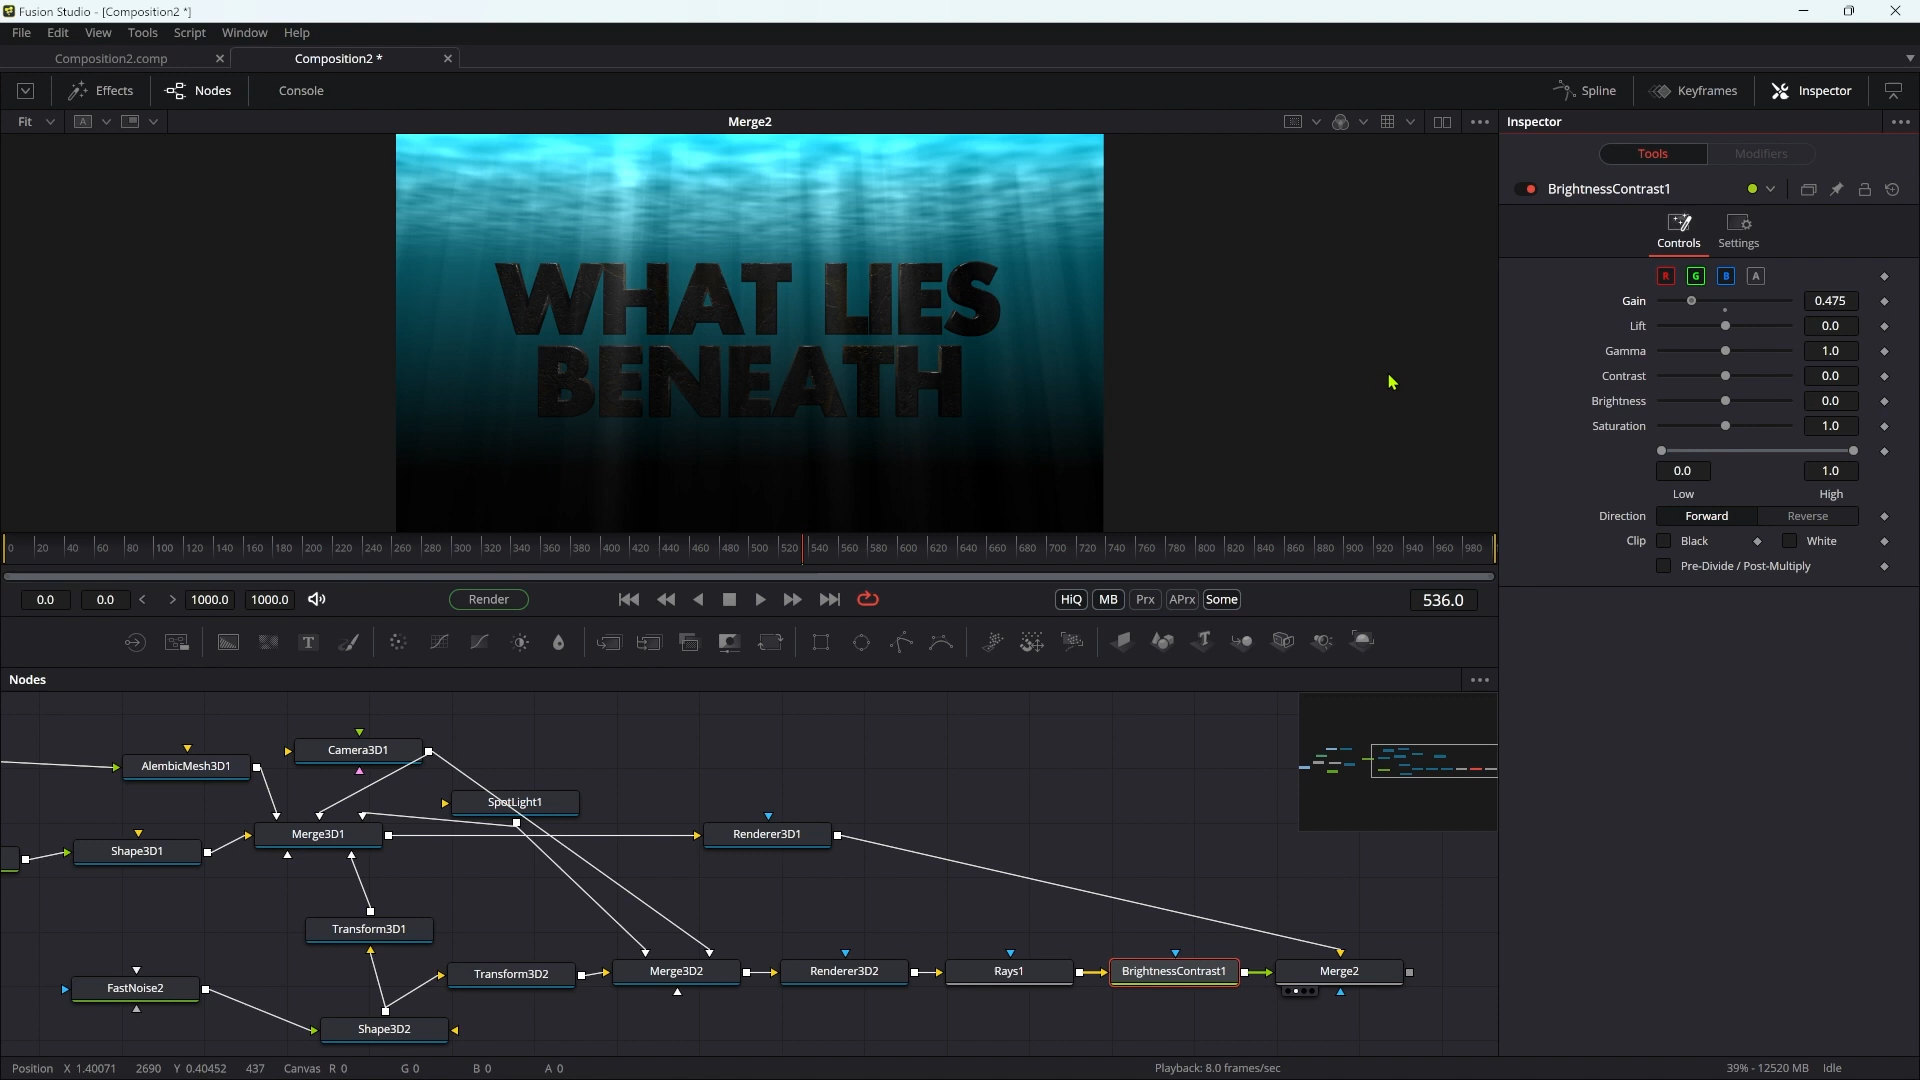 Fusion Studio - [Composition2 *]
File Edit View Tools Script Window Help
Composition2.comp Composition2 *
Effects Nodes Console Spline Keyframes Inspector
Fit A Merge2 Inspector
Tools Modifiers
BrightnessContrast1
Controls Settings
R G B A
Gain 0.475
Lift 0.0
Gamma 1.0
Contrast 0.0
Brightness 0.0
Saturation 1.0
0.0 1.0
Low High
Direction Forward Reverse
Clip Black White
Pre-Divide / Post-Multiply
WHAT LIES
BENEATH
0 20 40 60 80 100 120 140 160 180 200 220 240 260 280 300 320 340 360 380 400 420 440 460 480 500 520 540 560 580 600 620 640 660 680 700 720 740 760 780 800 820 840 860 880 900 920 940 960 980
0.0 0.0 1000.0 1000.0 Render HiQ MB Prx APrx Some 536.0
T
Nodes
Camera3D1
AlembicMesh3D1
SpotLight1
Merge3D1 Renderer3D1
Shape3D1
Transform3D1
Transform3D2 Merge3D2 Renderer3D2 Rays1 BrightnessContrast1 Merge2
FastNoise2
Shape3D2
Position X 1.40071 2690 Y 0.40452 437 Canvas R 0 G 0 B 0 A 0 Playback: 8.0 frames/sec 39% - 12520 MB Idle